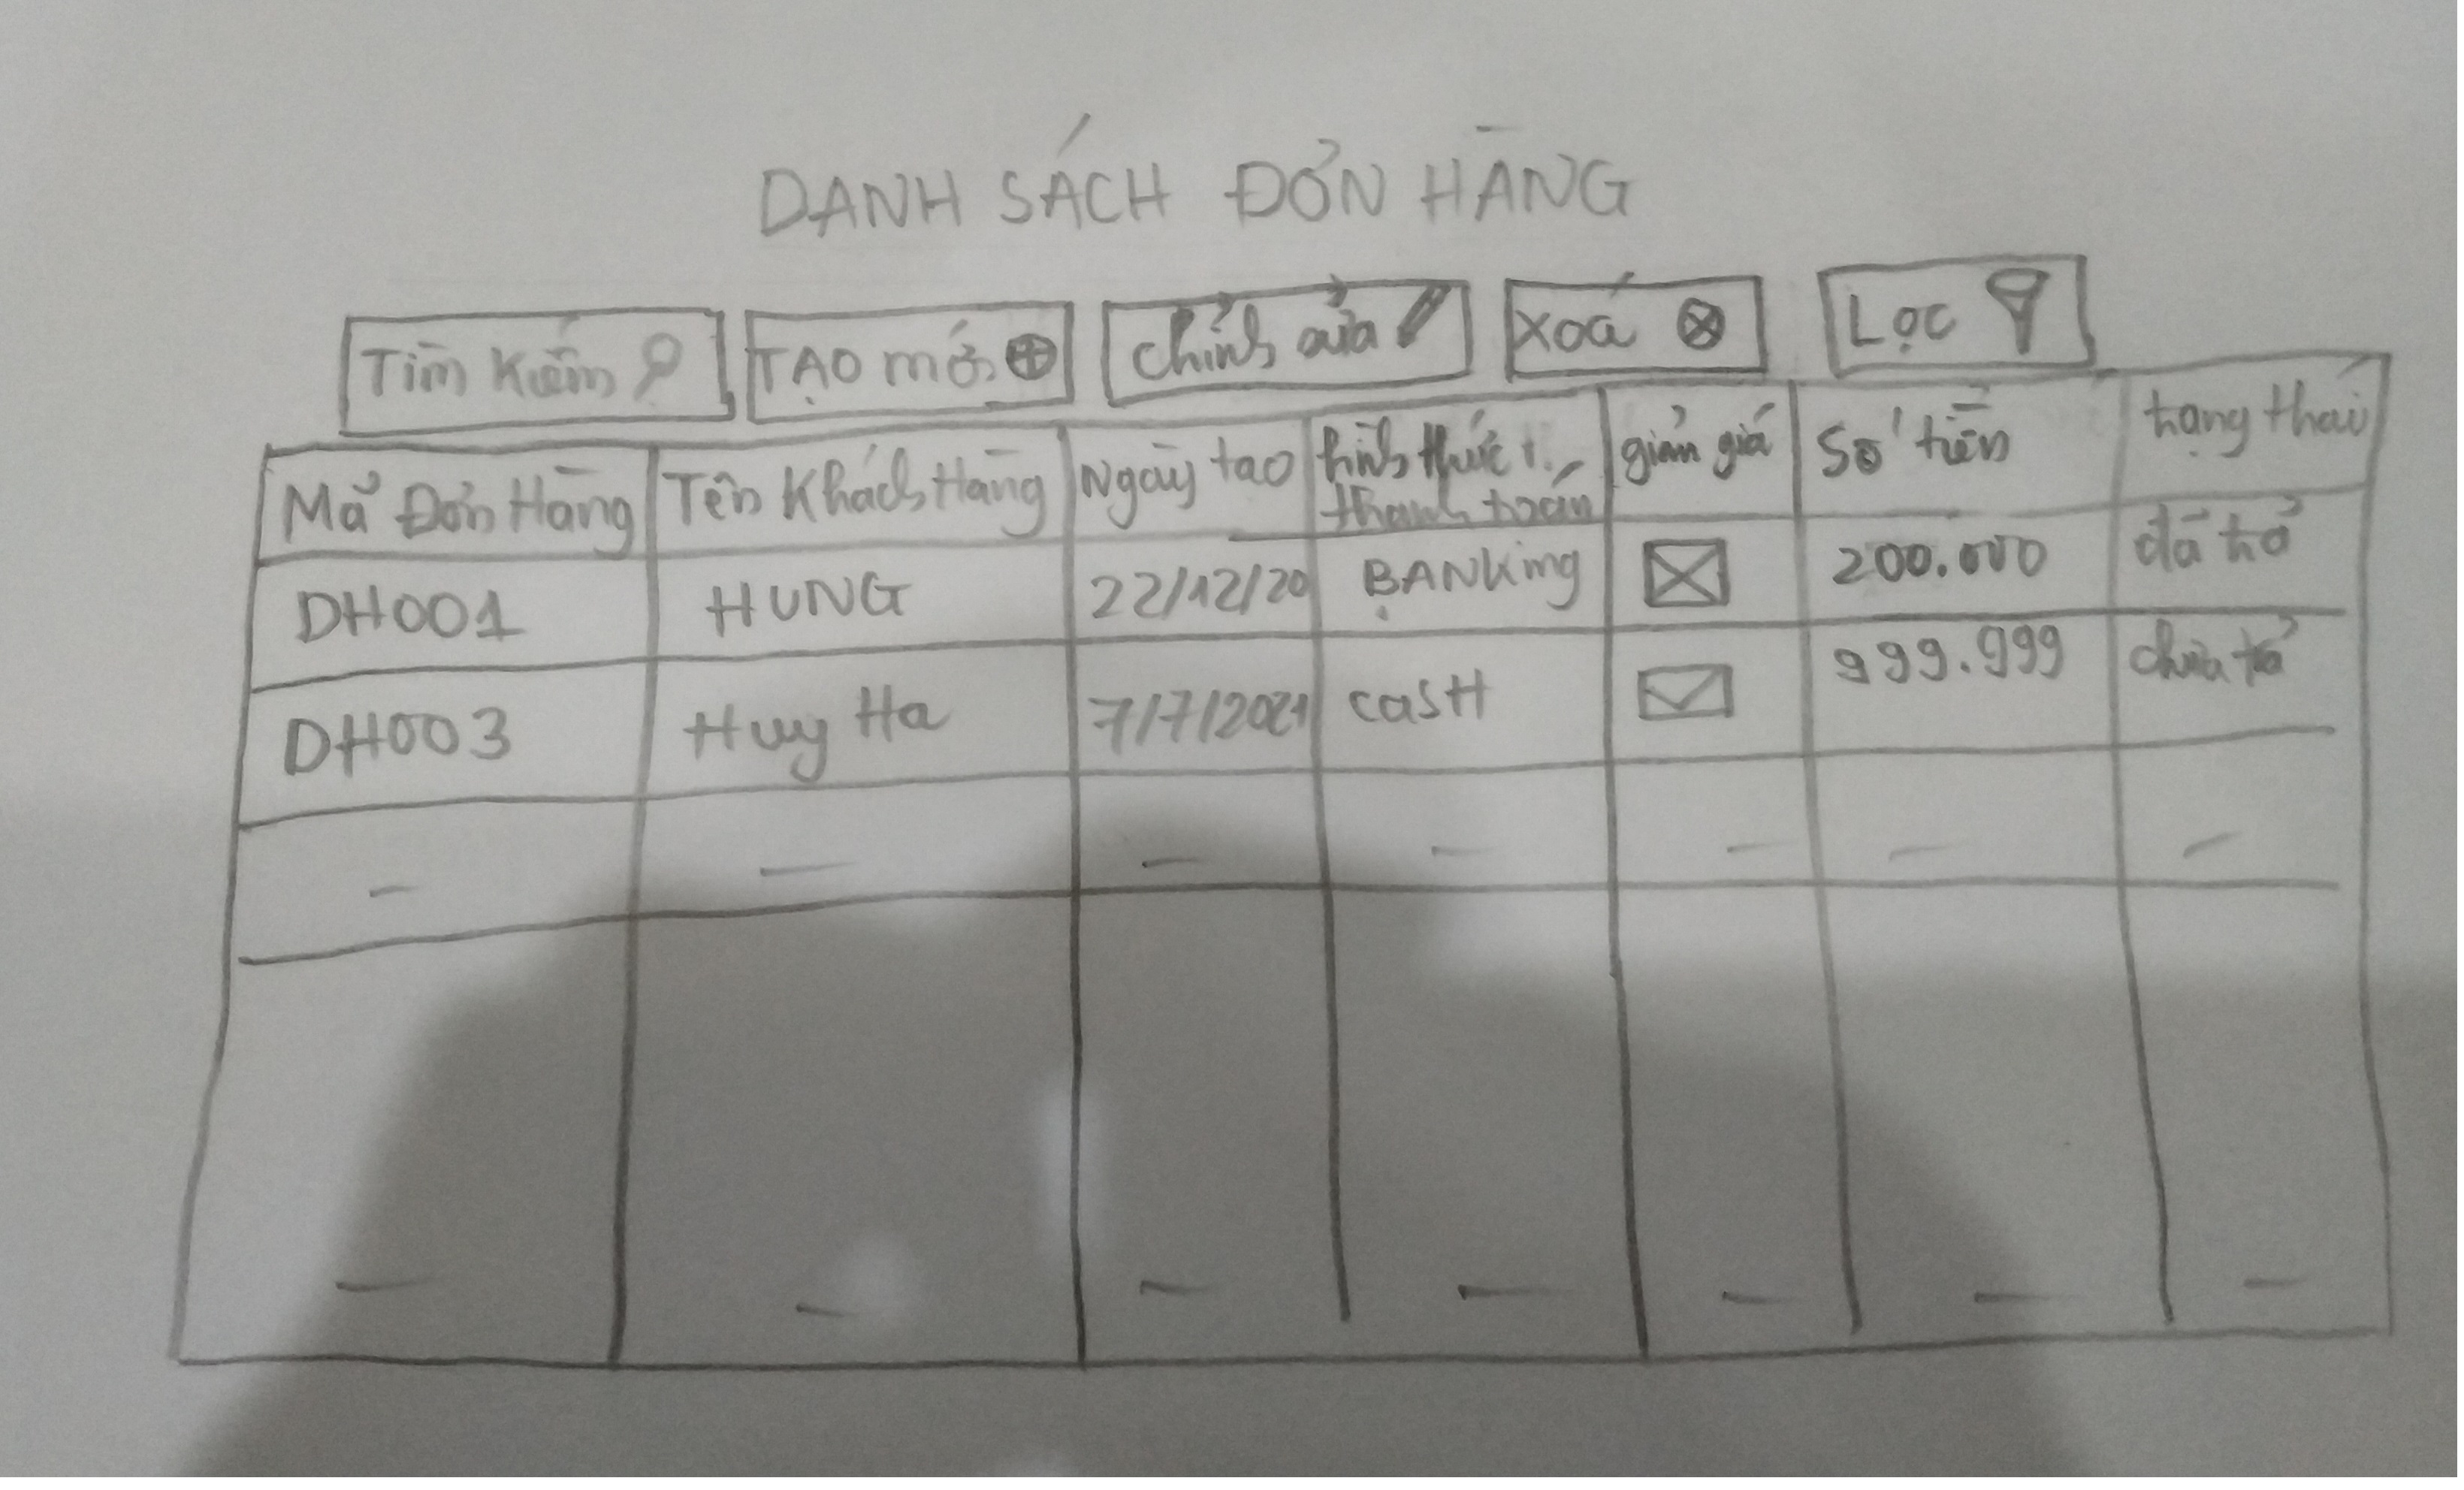 DANH SÁCH ĐƠN HÀNG
Tìm Kiếm TẠO mới chỉnh sửa Xoá Lọc
Mã Đơn Hàng Tên Khách Hàng Ngày tạo hình thức thanh toán giảm giá Số tiền trạng thái
DH001 HUNG 22/12/20 BANKing 200.000 đã trả
DH003 Huy Ha 7/7/2021 casH 999.999 chưa trả